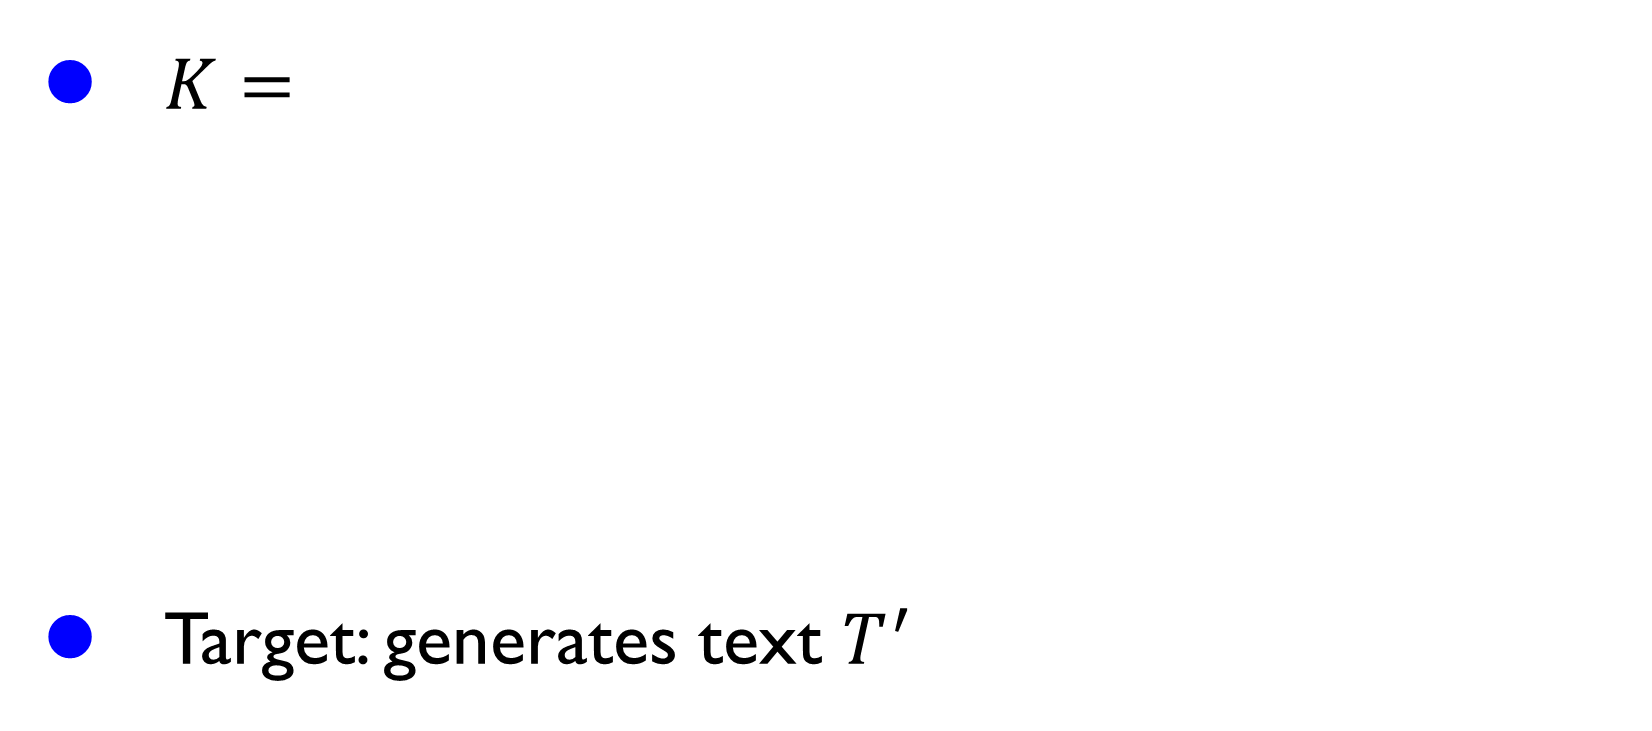 ● K =
● Target: generates text T′